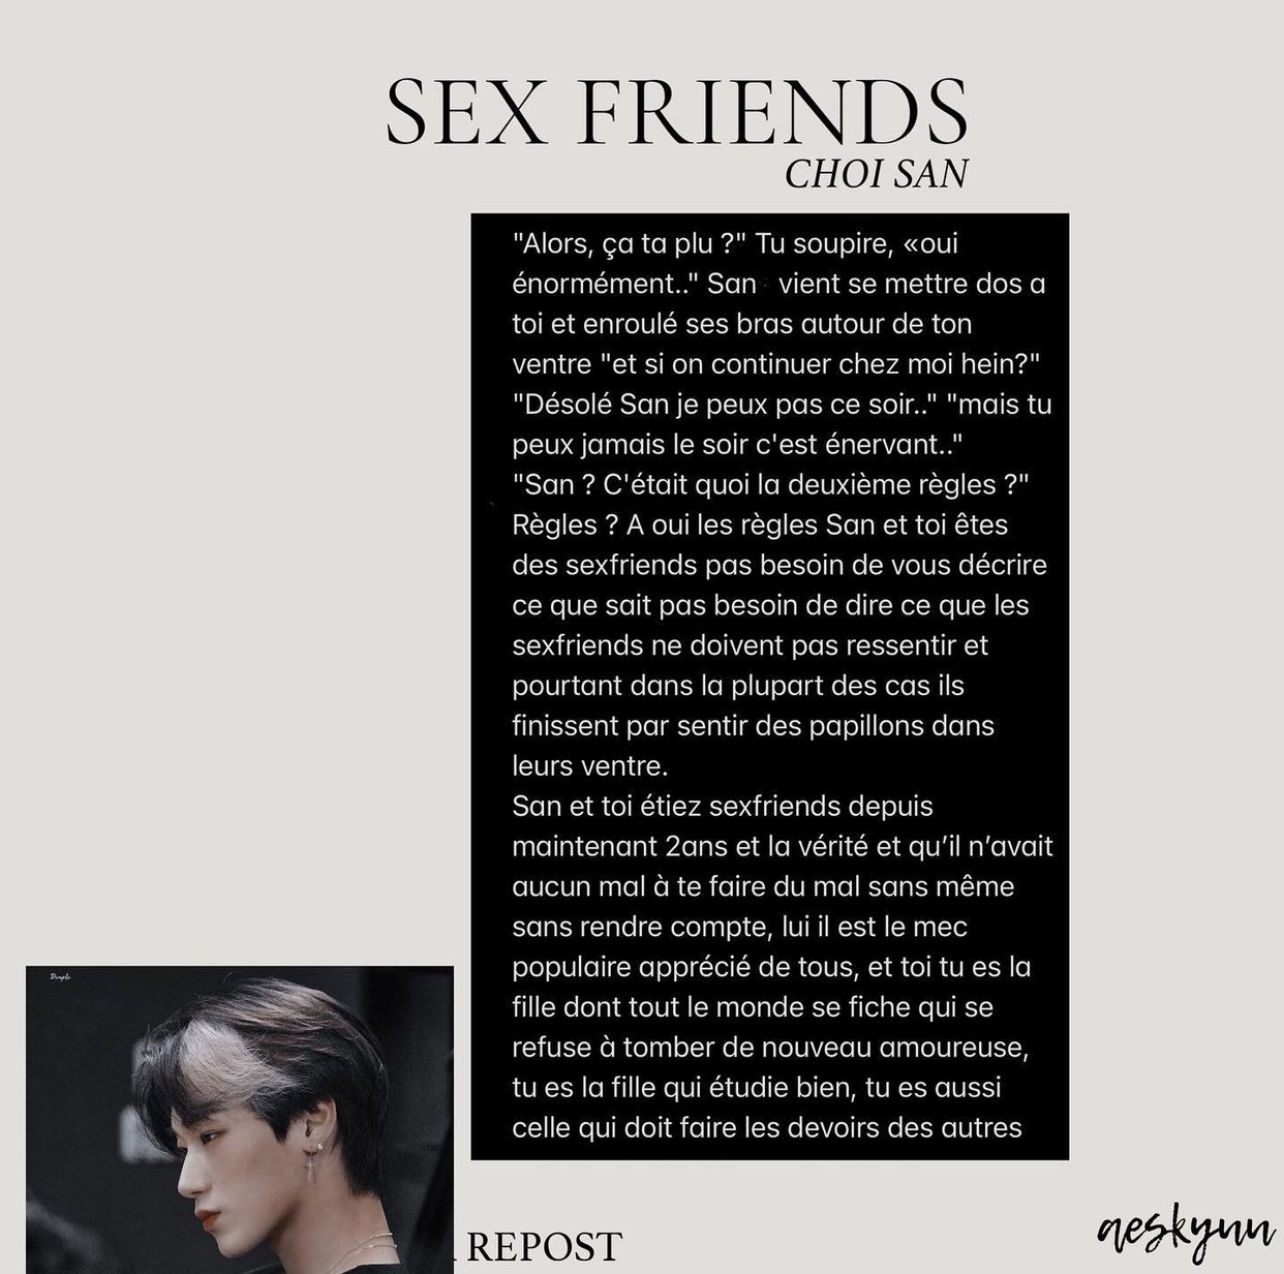 SEX FRIENDS
CHOI SAN
"Alors, ça ta plu ?" Tu soupire, «oui
énormément.." San vient se mettre dos a
toi et enroulé ses bras autour de ton
ventre "et si on continuer chez moi hein?"
"Désolé San je peux pas ce soir.." "mais tu
peux jamais le soir c'est énervant.."
"San ? C'était quoi la deuxième règles ?"
Règles ? A oui les règles San et toi êtes
des sexfriends pas besoin de vous décrire
ce que sait pas besoin de dire ce que les
sexfriends ne doivent pas ressentir et
pourtant dans la plupart des cas ils
finissent par sentir des papillons dans
leurs ventre.
San et toi étiez sexfriends depuis
maintenant 2ans et la vérité et qu’il n’avait
aucun mal à te faire du mal sans même
sans rendre compte, lui il est le mec
populaire apprécié de tous, et toi tu es la
fille dont tout le monde se fiche qui se
refuse à tomber de nouveau amoureuse,
tu es la fille qui étudie bien, tu es aussi
celle qui doit faire les devoirs des autres
Dimple
REPOST
aeskynn